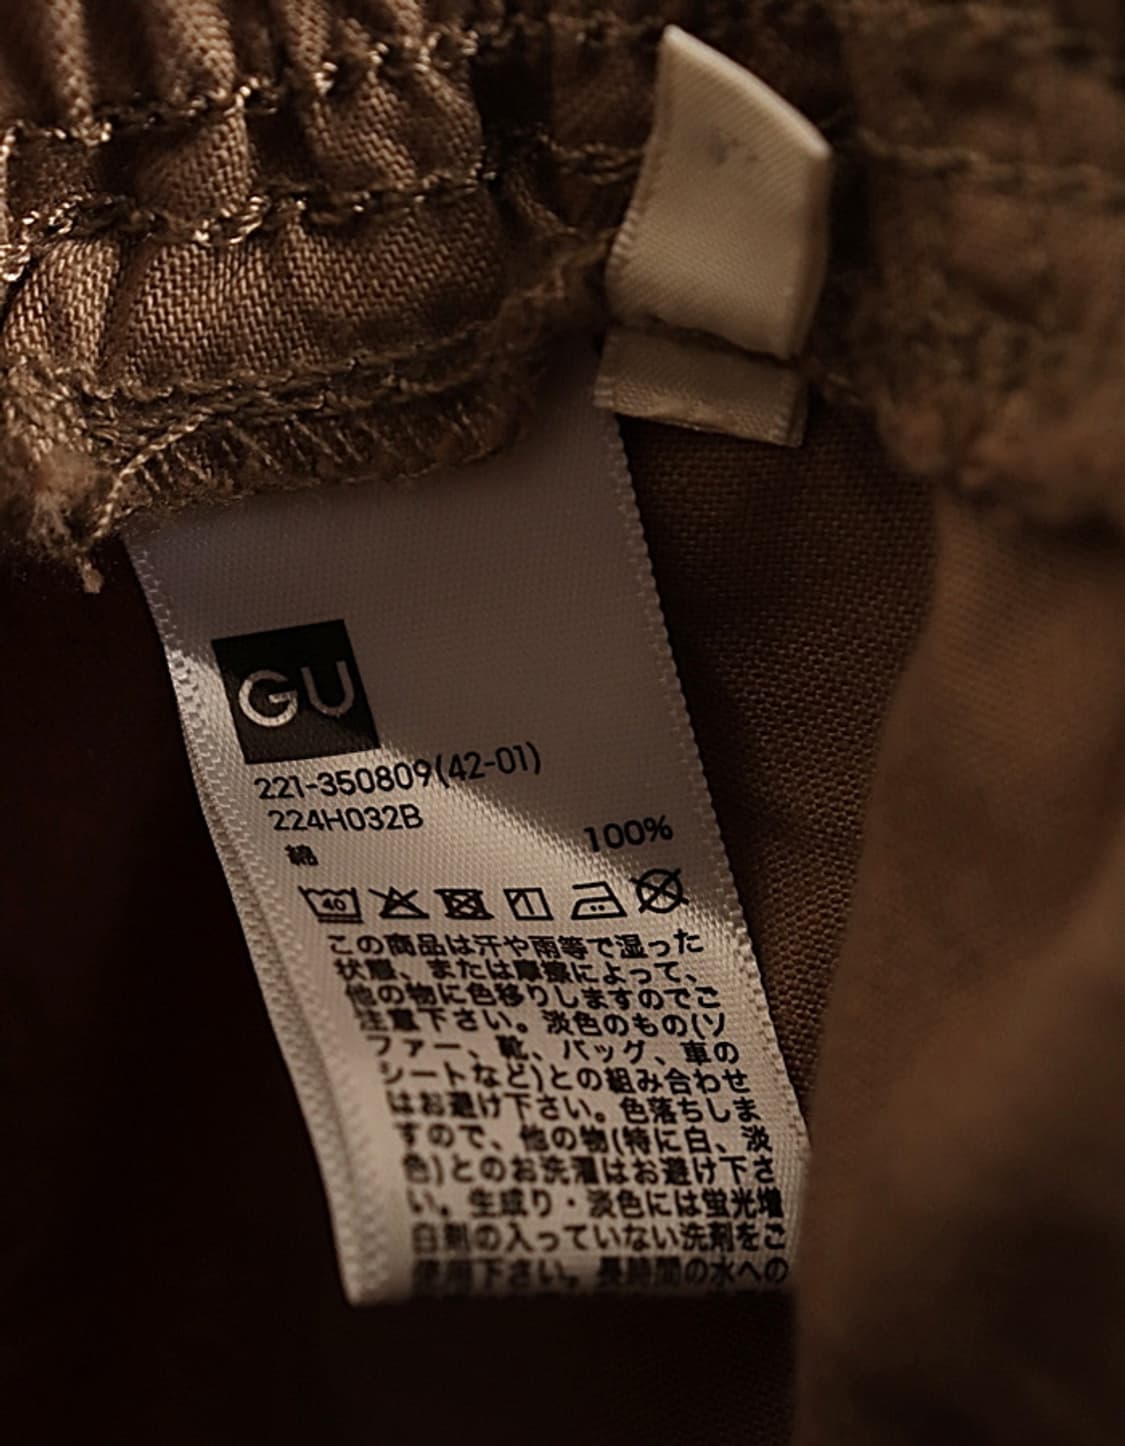 GU
221-350809(42-01)
224H032B
綿 100%
40
この商品は汗や雨等で湿った
状態、または摩擦によって、
他の物に色移りしますのでご
注意下さい。淡色のもの(ソ
ファー、靴、バッグ、車の
シートなど)との組み合わせ
はお避け下さい。色落ちしま
すので、他の物(特に白、淡
色)とのお洗濯はお避け下さ
い。生成り・淡色には蛍光増
白剤の入っていない洗剤をご
使用下さい。長時間の水への